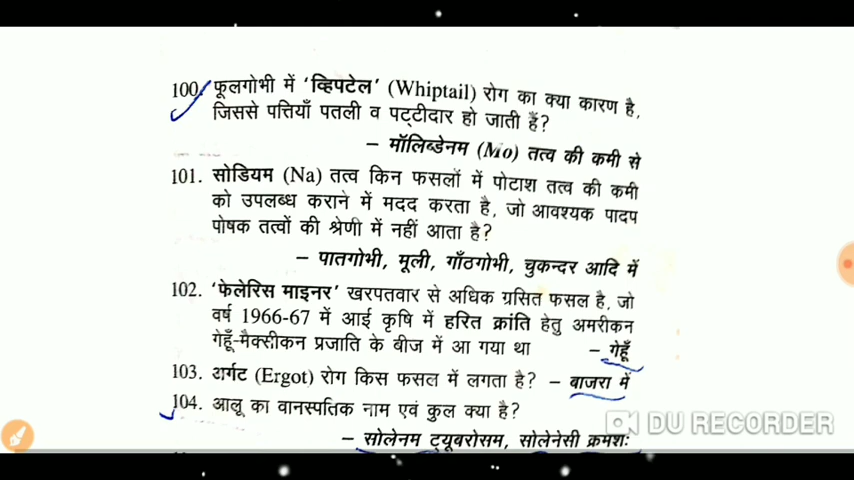 100. फूलगोभी में 'व्हिपटेल' (Whiptail) रोग का क्या कारण है,
जिससे पत्तियाँ पतली व पट्टीदार हो जाती हैं?
– मॉलिब्डेनम (Mo) तत्व की कमी से
101. सोडियम (Na) तत्व किन फसलों में पोटाश तत्व की कमी
को उपलब्ध कराने में मदद करता है, जो आवश्यक पादप
पोषक तत्वों की श्रेणी में नहीं आता है?
– पातगोभी, मूली, गाँठगोभी, चुकन्दर आदि में
102. 'फेलेरिस माइनर' खरपतवार से अधिक ग्रसित फसल है, जो
वर्ष 1966-67 में आई कृषि में हरित क्रांति हेतु अमरीकन
गेहूँ-मैक्सीकन प्रजाति के बीज में आ गया था – गेहूँ
103. अर्गट (Ergot) रोग किस फसल में लगता है? – बाजरा में
104. आलू का वानस्पतिक नाम एवं कुल क्या है?
DU RECORDER
– सोलेनम ट्युबरोसम, सोलेनेसी क्रमशः